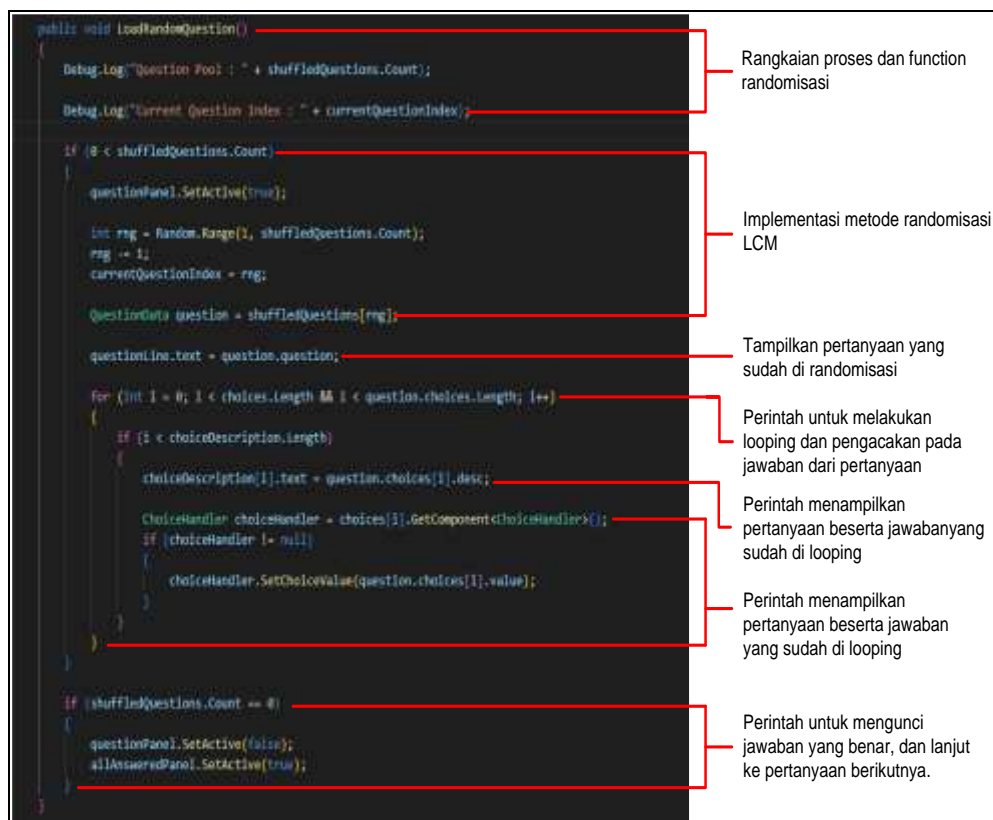 public void LoadRandomQuestion()
{
Debug.Log("Question Pool : " + shuffledQuestions.Count);
Debug.Log("Current Question Index : " + currentQuestionIndex);
if (0 < shuffledQuestions.Count)
{
questionPanel.SetActive(true);
int rng = Random.Range(1, shuffledQuestions.Count);
rng -= 1;
currentQuestionIndex = rng;
QuestionData question = shuffledQuestions[rng];
questionLine.text = question.question;
for (int i = 0; i < choices.Length && i < question.choices.Length; i++)
{
if (i < choiceDescription.Length)
{
choiceDescription[i].text = question.choices[i].desc;
ChoiceHandler choiceHandler = choices[i].GetComponent<ChoiceHandler>();
if (choiceHandler != null)
{
choiceHandler.SetChoiceValue(question.choices[i].value);
}
}
}
}
if (shuffledQuestions.Count == 0)
{
questionPanel.SetActive(false);
allAnsweredPanel.SetActive(true);
}
}
Rangkaian proses dan function
randomisasi
Implementasi metode randomisasi
LCM
Tampilkan pertanyaan yang
sudah di randomisasi
Perintah untuk melakukan
looping dan pengacakan pada
jawaban dari pertanyaan
Perintah menampilkan
pertanyaan beserta jawabanyang
sudah di looping
Perintah menampilkan
pertanyaan beserta jawaban
yang sudah di looping
Perintah untuk mengunci
jawaban yang benar, dan lanjut
ke pertanyaan berikutnya.